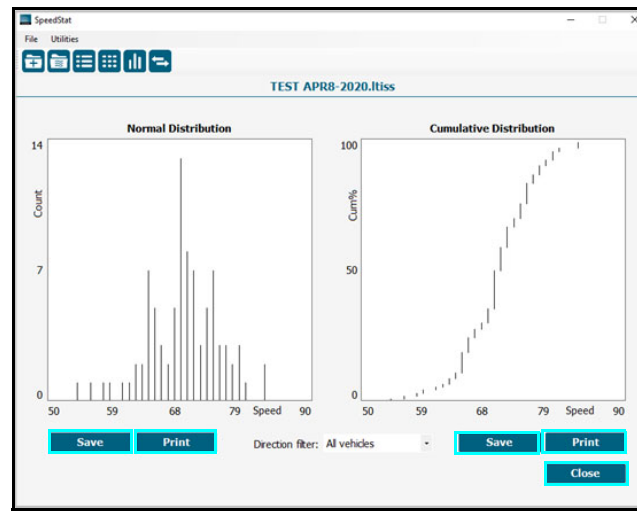 SpeedStat
File Utilities
TEST APR8-2020.ltiss
Normal Distribution
14
Count
7
0
50 59 68 79 Speed 90
Save Print
Cumulative Distribution
100
Cum%
50
0
50 59 68 79 Speed 90
Direction filter: All vehicles
Save Print
Close